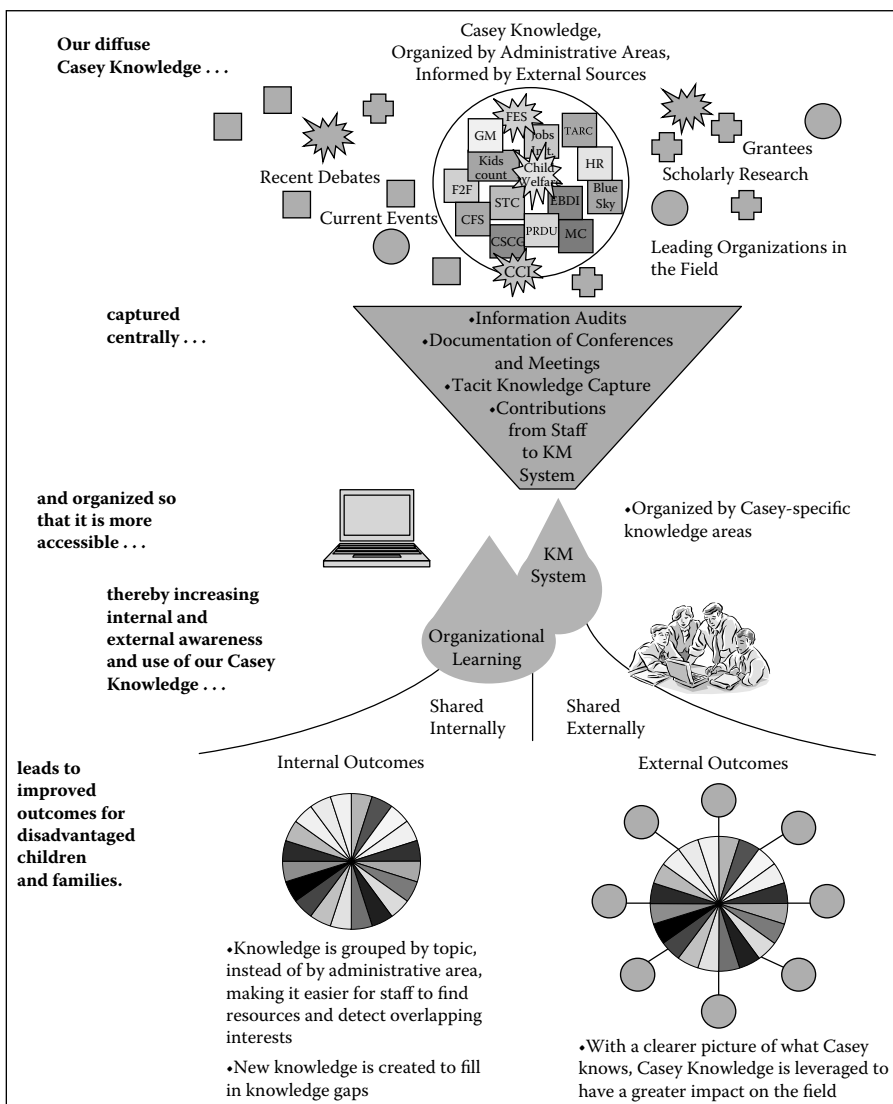 Our diffuse
Casey Knowledge . . .
Casey Knowledge,
Organized by Administrative Areas,
Informed by External Sources
FES
GM
Jobs
Init.
TARC
Kids
count
Child
Welfare
HR
F2F
STC
EBDI
Blue
Sky
CFS
CSCG
PRDU
MC
CCI
Recent Debates
Current Events
Grantees
Scholarly Research
Leading Organizations in
the Field
captured
centrally . . .
•Information Audits
•Documentation of Conferences
and Meetings
•Tacit Knowledge Capture
•Contributions
from Staff
to KM
System
and organized so
that it is more
accessible . . .
•Organized by Casey-specific
knowledge areas
KM
System
thereby increasing
internal and
external awareness
and use of our Casey
Knowledge . . .
Organizational
Learning
Shared
Internally
Shared
Externally
leads to
improved
outcomes for
disadvantaged
children
and families.
Internal Outcomes
External Outcomes
•Knowledge is grouped by topic,
instead of by administrative area,
making it easier for staff to find
resources and detect overlapping
interests
•New knowledge is created to fill
in knowledge gaps
•With a clearer picture of what Casey
knows, Casey Knowledge is leveraged to
have a greater impact on the field